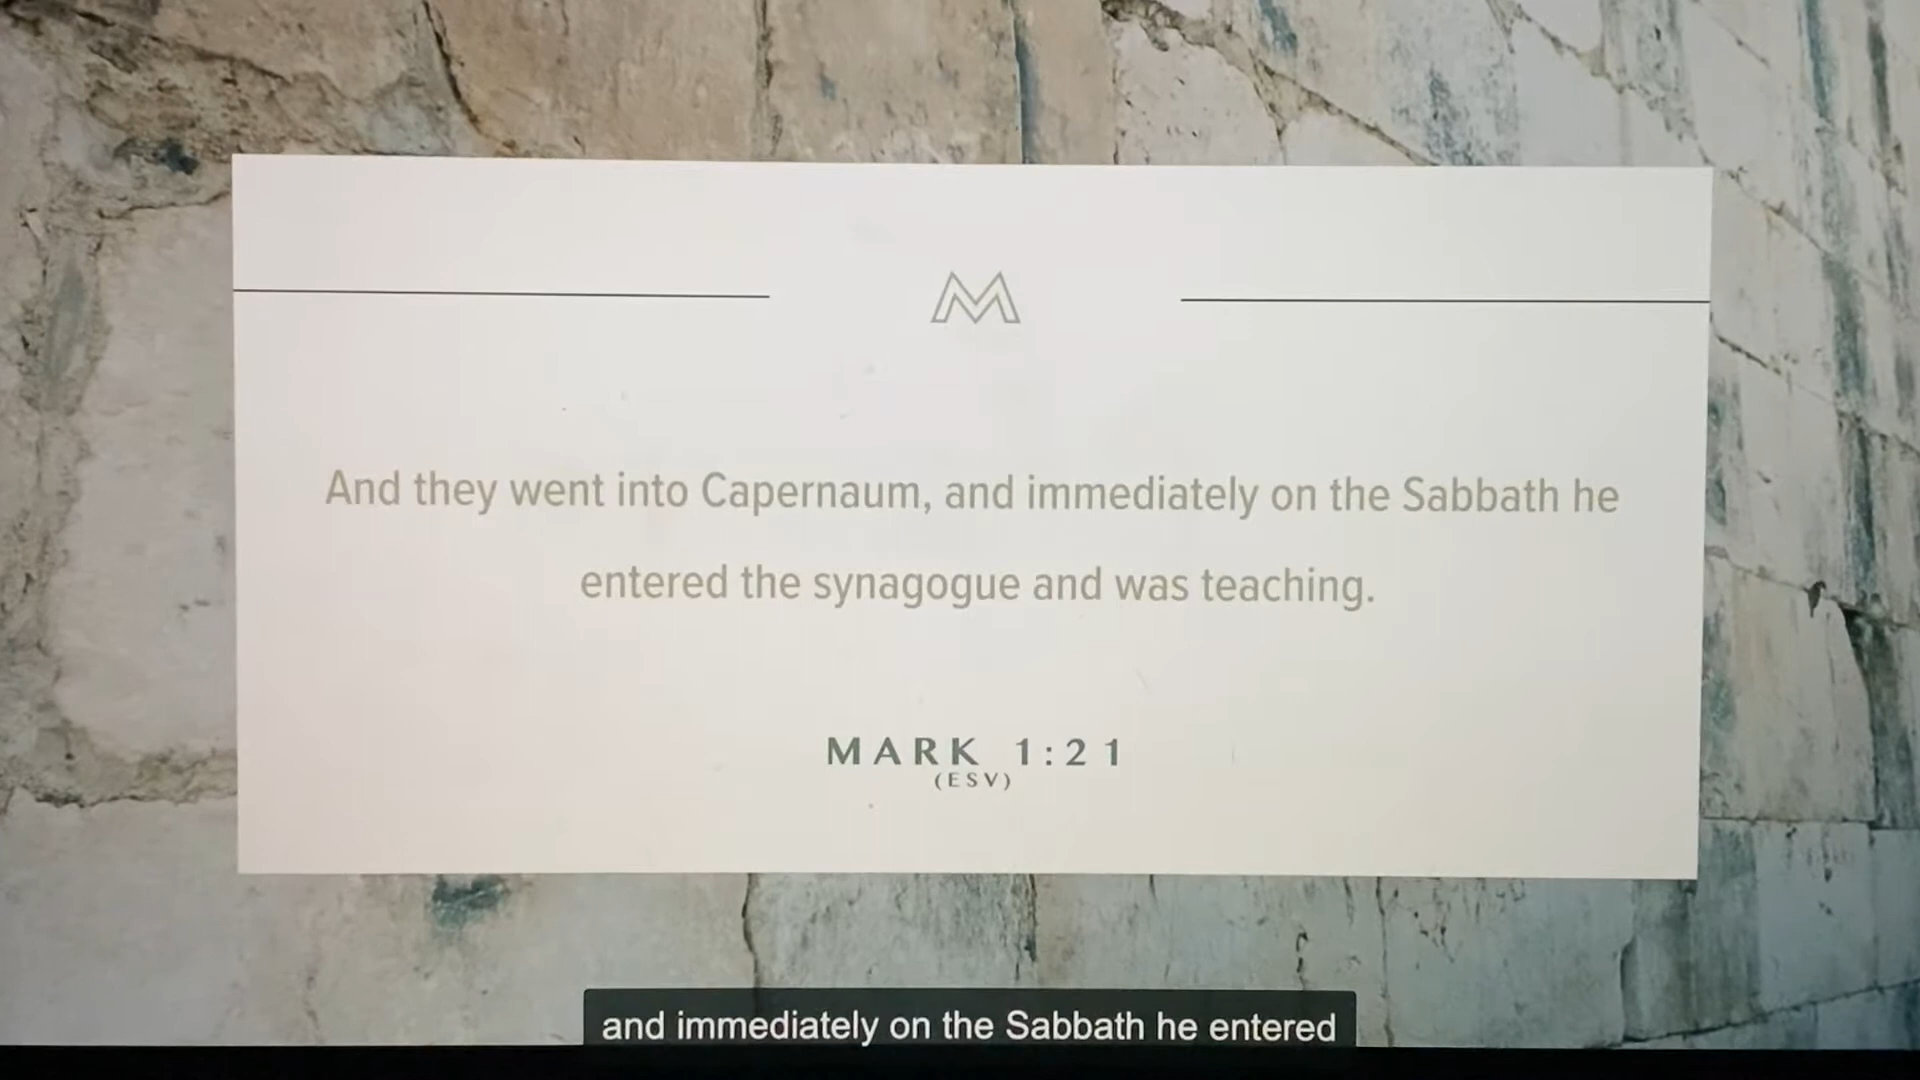 M
And they went into Capernaum, and immediately on the Sabbath he
entered the synagogue and was teaching.
MARK 1:21
(ESV)
and immediately on the Sabbath he entered